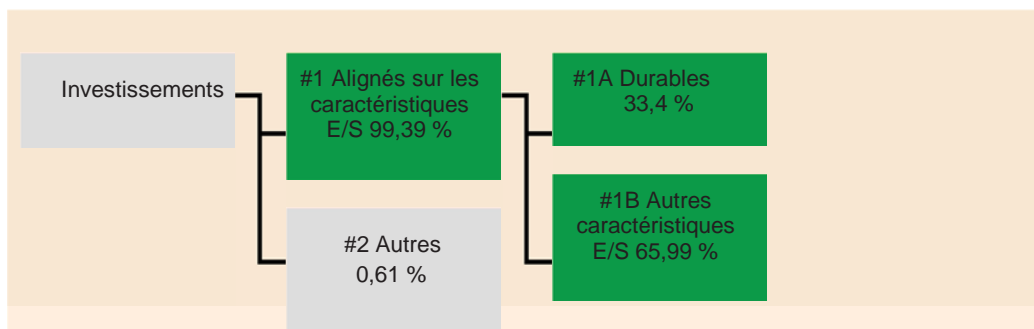 Investissements
#1 Alignés sur les
caractéristiques
E/S 99,39 %
#2 Autres
0,61 %
#1A Durables
33,4 %
#1B Autres
caractéristiques
E/S 65,99 %